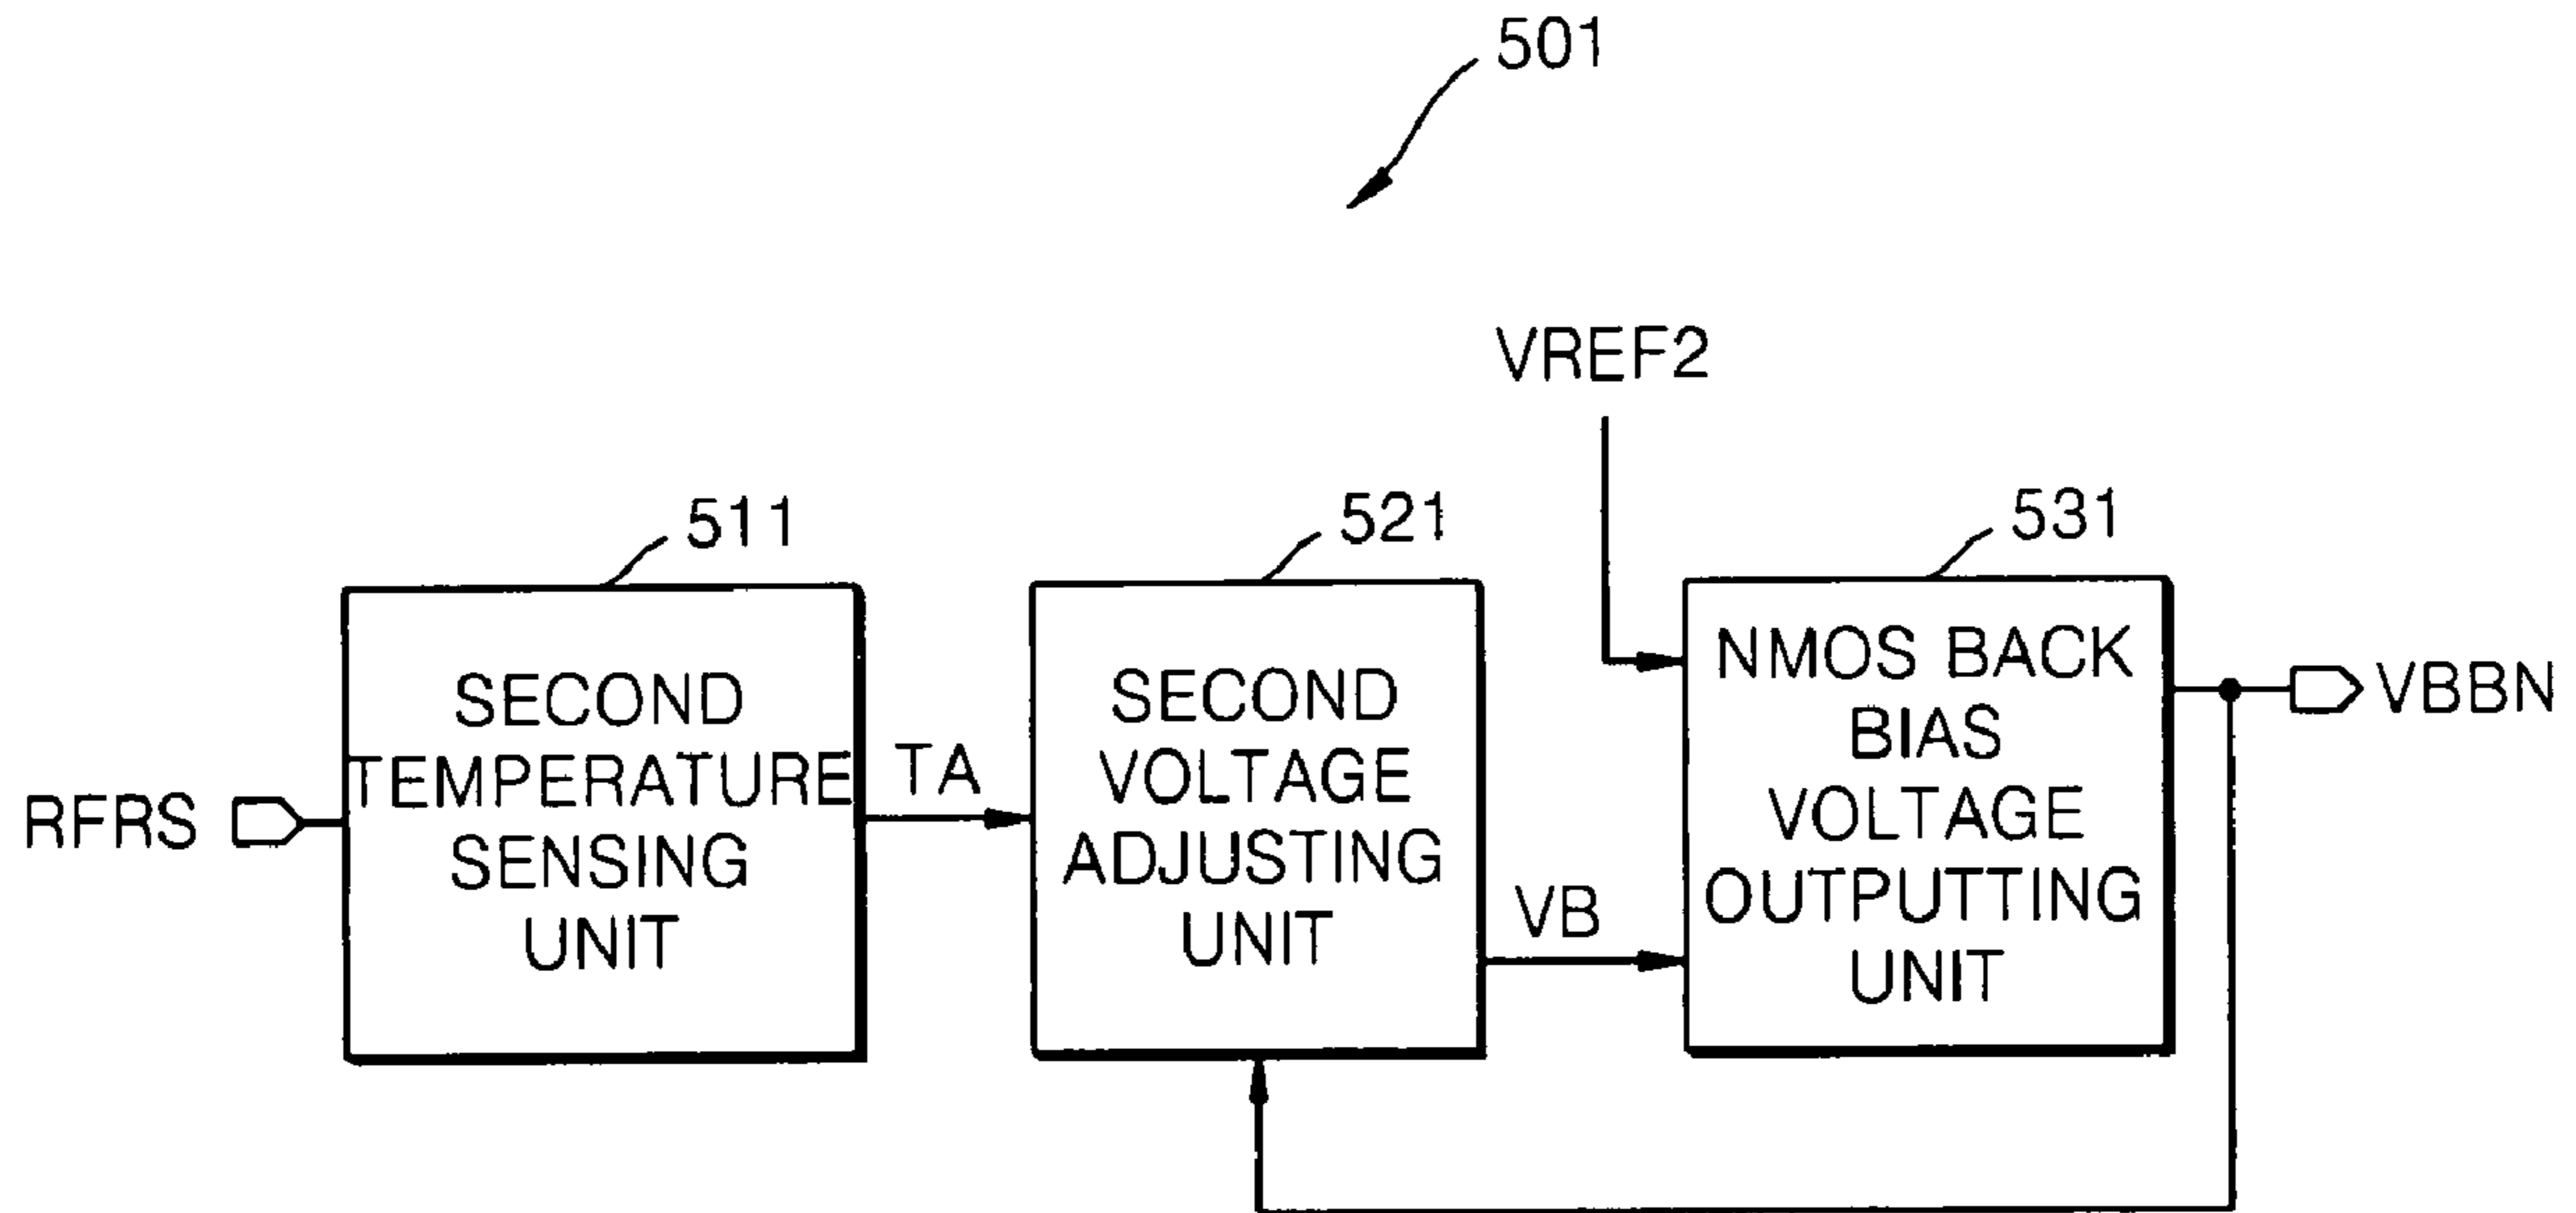 501
VREF2
511
521
531
RFRS
SECOND
TEMPERATURE
SENSING
UNIT
TA
SECOND
VOLTAGE
ADJUSTING
UNIT
VB
NMOS BACK
BIAS
VOLTAGE
OUTPUTTING
UNIT
VBBN